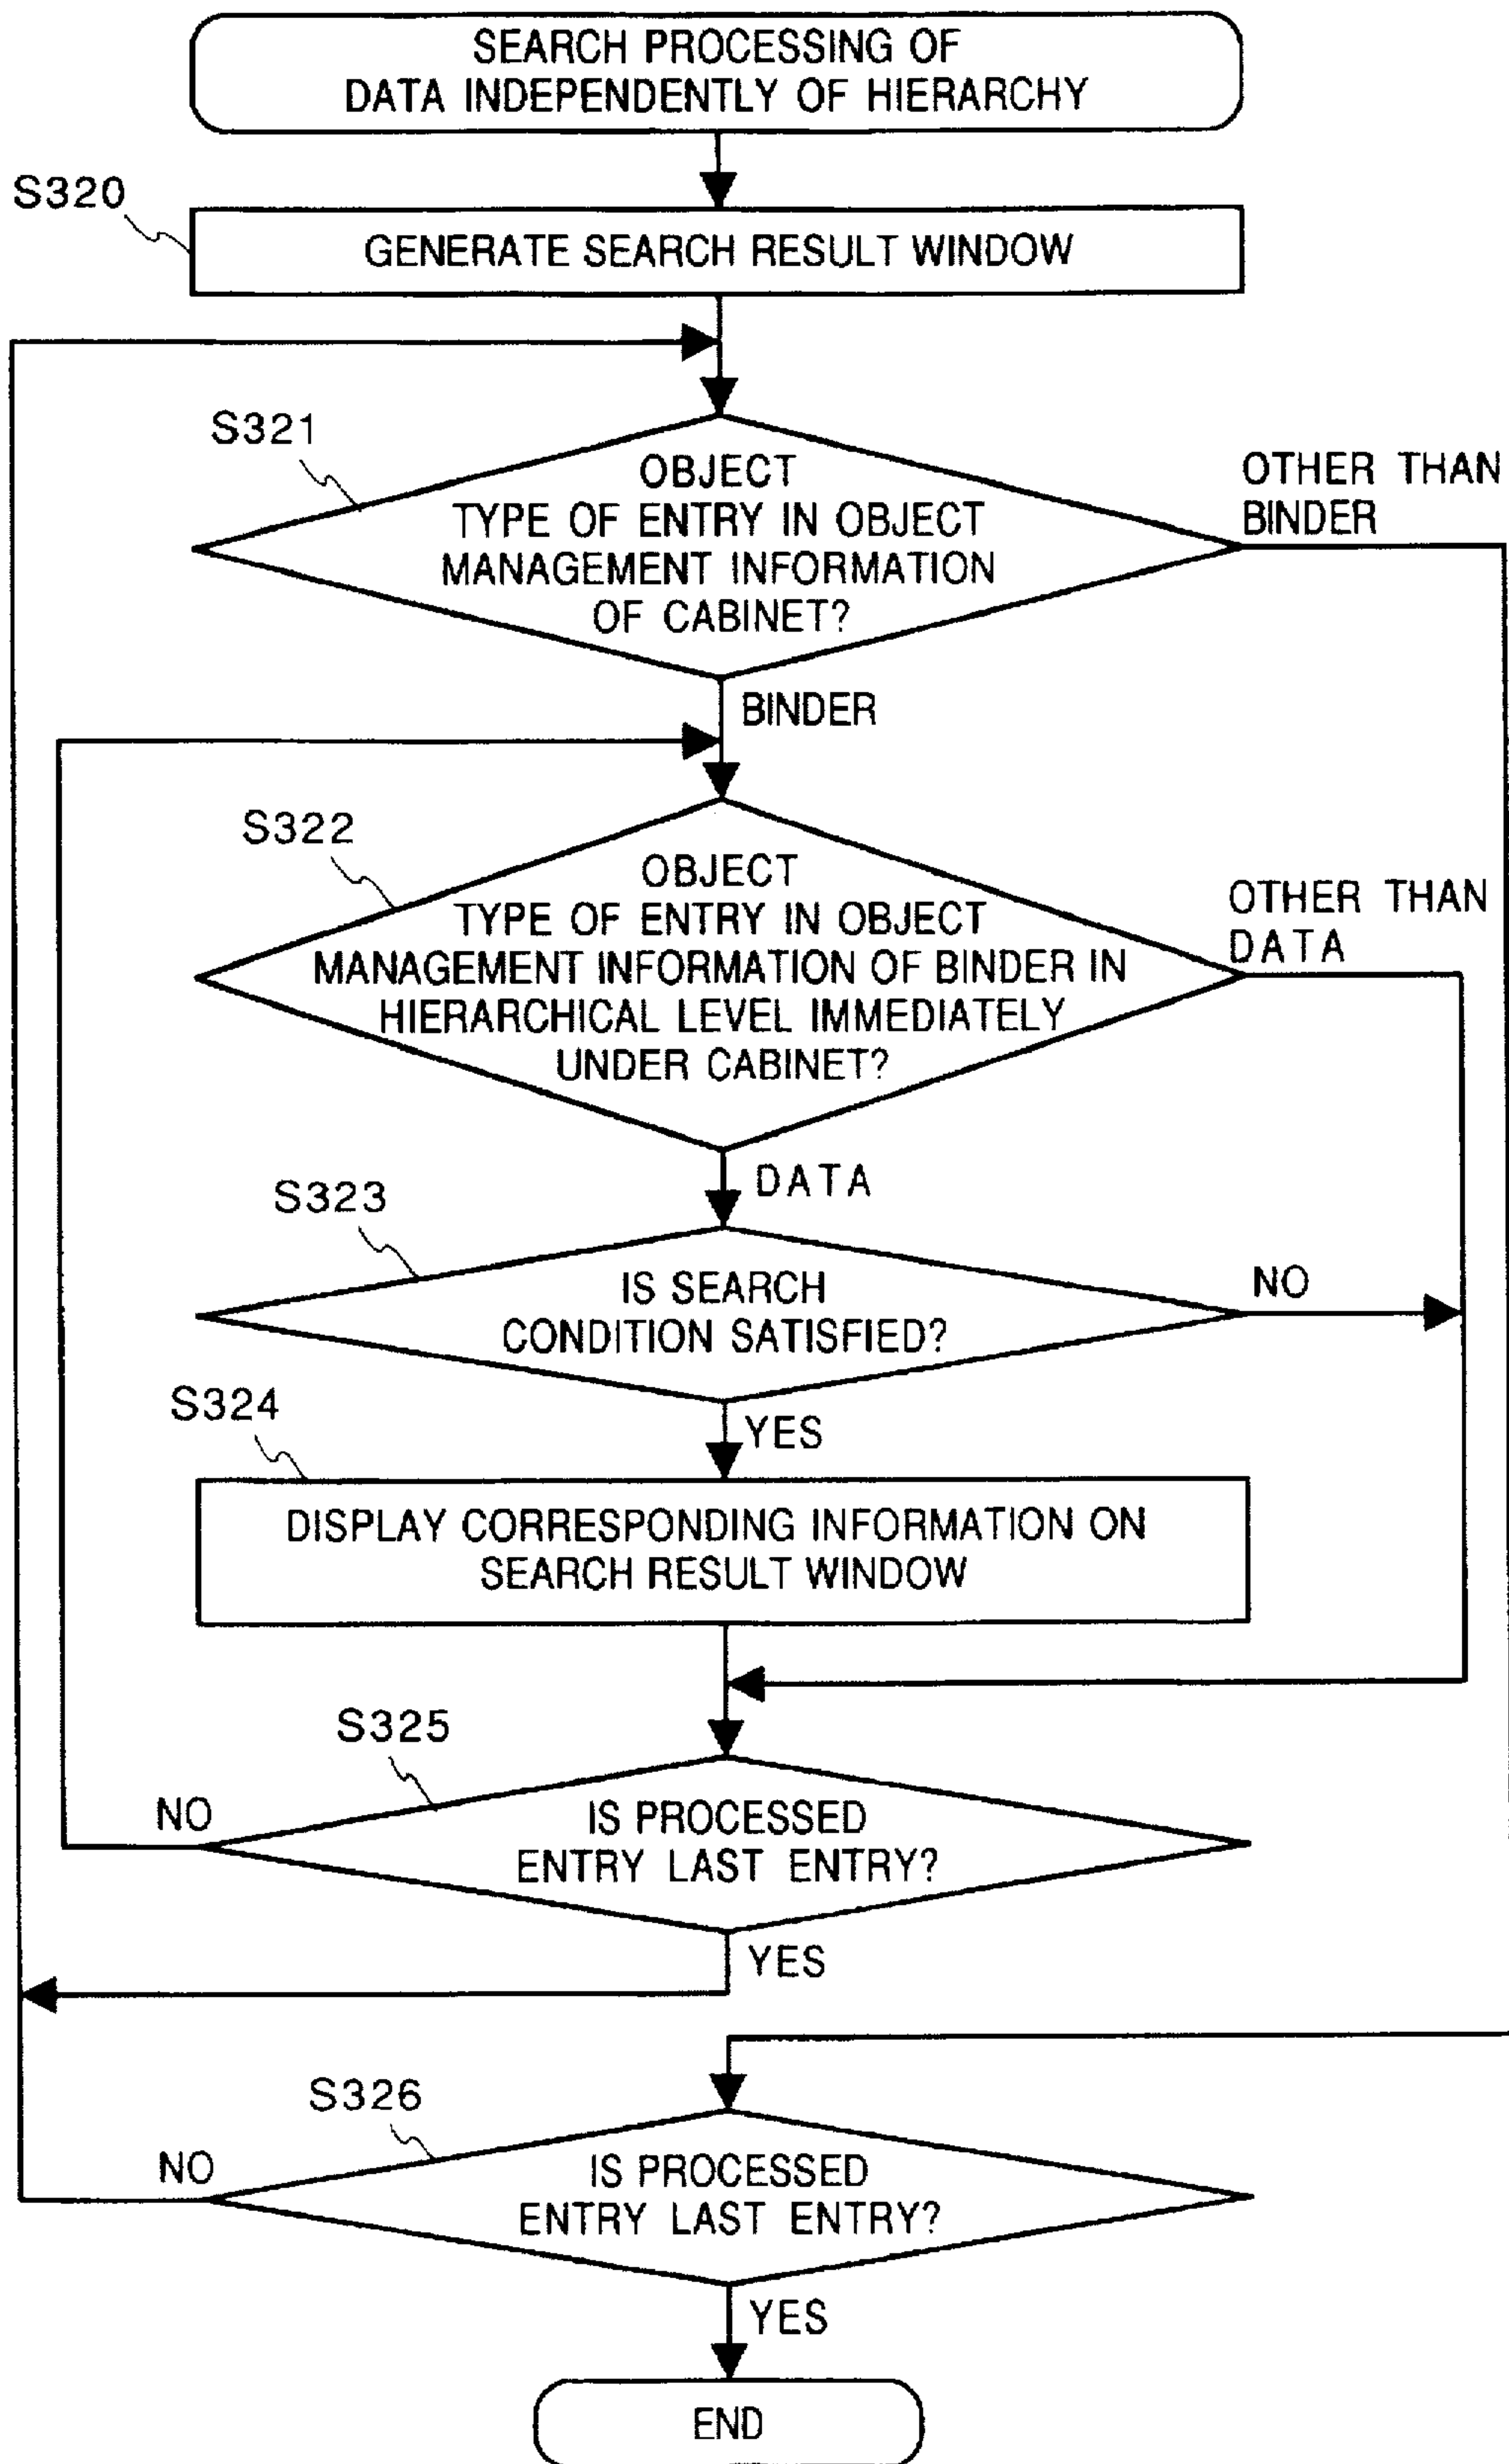 SEARCH PROCESSING OF
DATA INDEPENDENTLY OF HIERARCHY
S320
GENERATE SEARCH RESULT WINDOW
S321
OBJECT
TYPE OF ENTRY IN OBJECT
MANAGEMENT INFORMATION
OF CABINET?
OTHER THAN
BINDER
BINDER
S322
OBJECT
TYPE OF ENTRY IN OBJECT
MANAGEMENT INFORMATION OF BINDER IN
HIERARCHICAL LEVEL IMMEDIATELY
UNDER CABINET?
OTHER THAN
DATA
DATA
S323
IS SEARCH
CONDITION SATISFIED?
NO
YES
S324
DISPLAY CORRESPONDING INFORMATION ON
SEARCH RESULT WINDOW
S325
NO
IS PROCESSED
ENTRY LAST ENTRY?
YES
S326
NO
IS PROCESSED
ENTRY LAST ENTRY?
YES
END